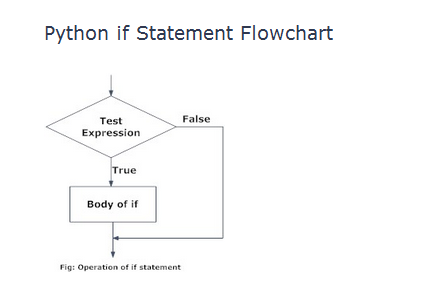 Python if Statement Flowchart
Test
Expression
False
True
Body of if
Fig: Operation of if statement